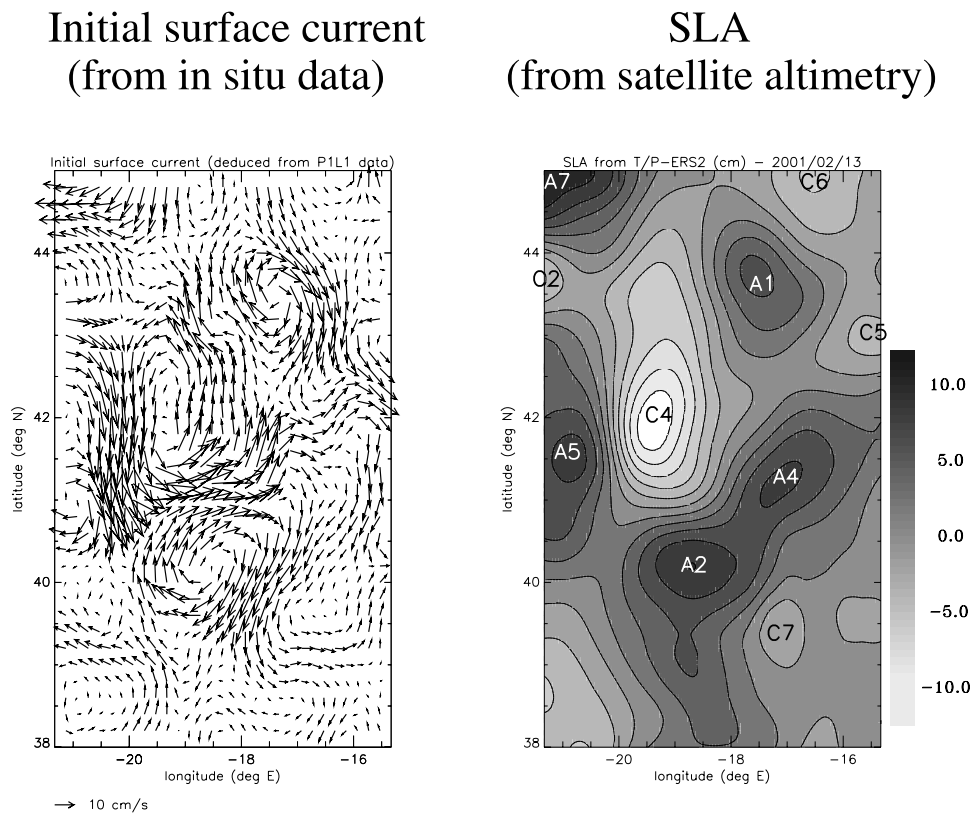 Initial surface current
(from in situ data)
SLA
(from satellite altimetry)
Initial surface current (deduced from P1L1 data)
44
42
40
38
latitude (deg N)
-20
-18
-16
longitude (deg E)
10 cm/s
SLA from T/P-ERS2 (cm) - 2001/02/13
A7
C6
44
O2
A1
C5
42
C4
A5
A4
A2
40
C7
38
latitude (deg N)
-20
-18
-16
longitude (deg E)
10.0
5.0
0.0
-5.0
-10.0